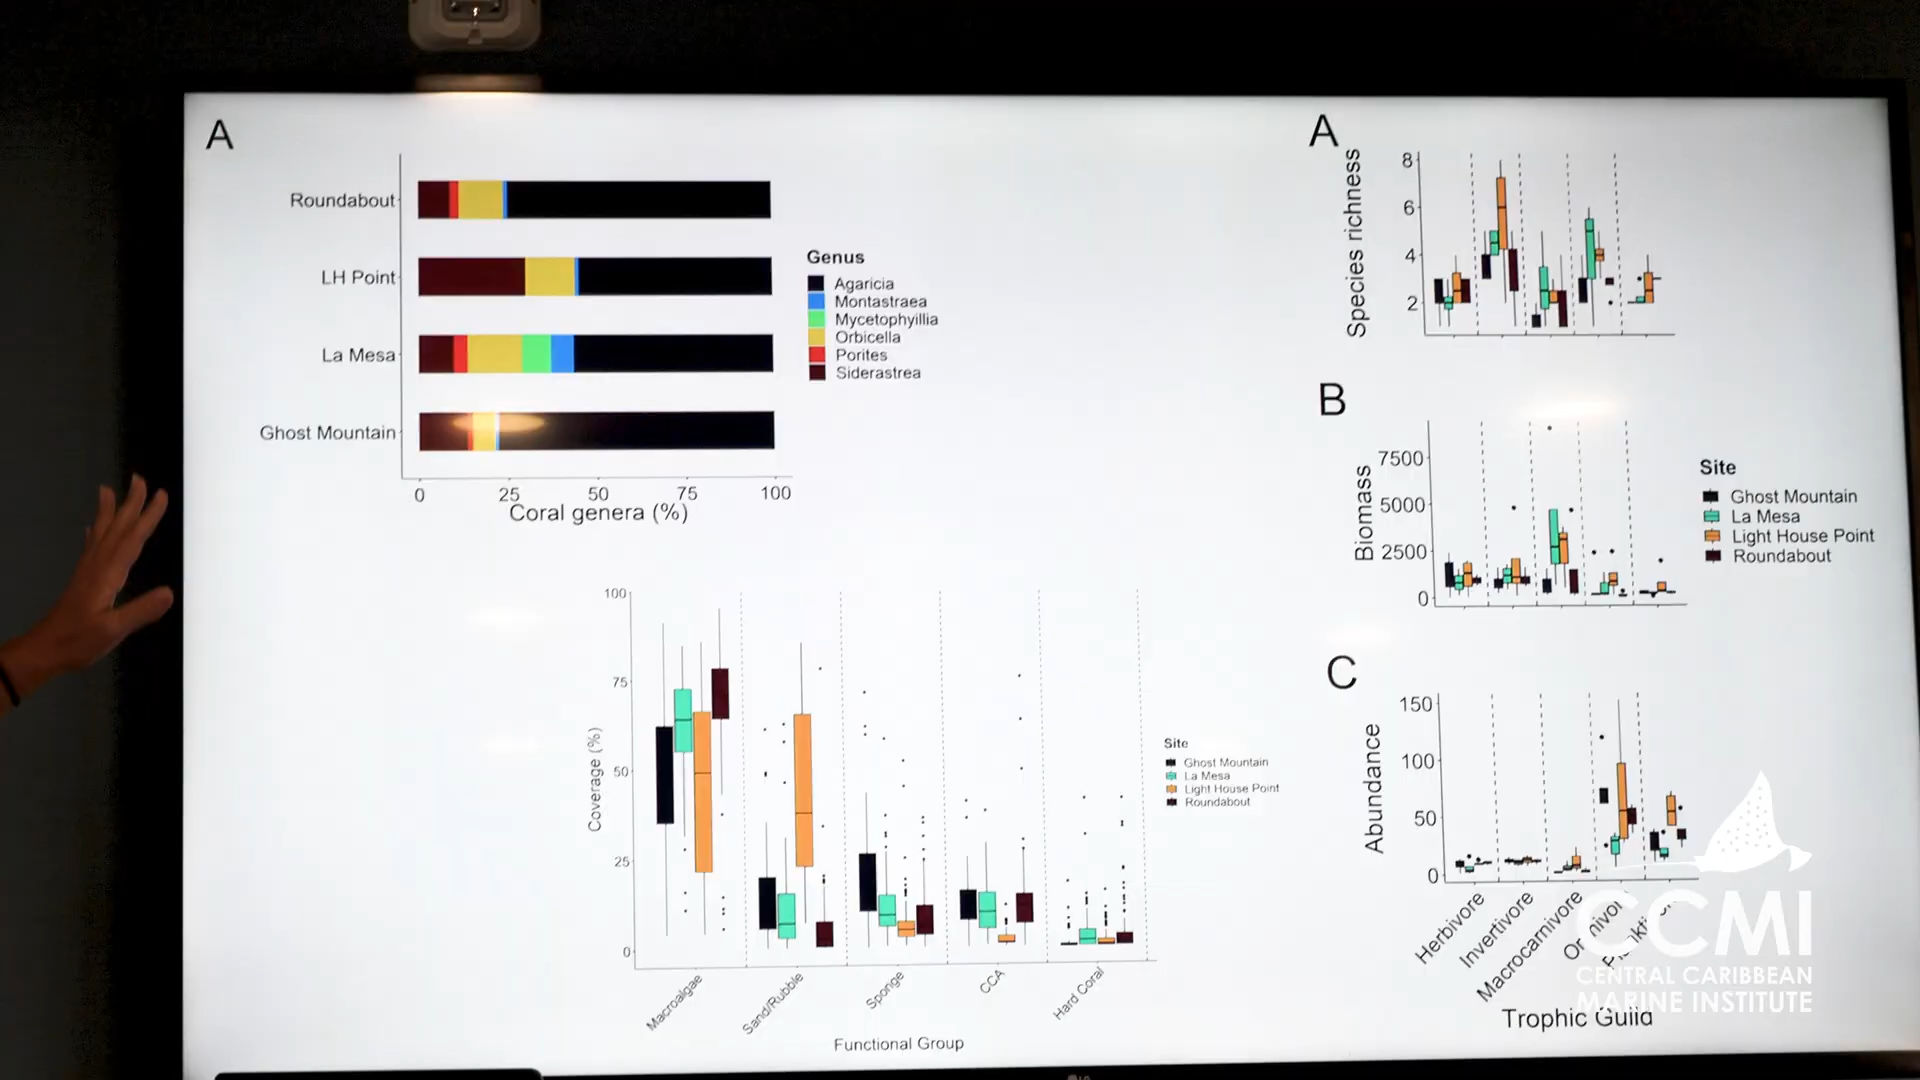 A
Roundabout
LH Point
La Mesa
Ghost Mountain
0 25 50 75 100
Coral genera (%)
Genus
Agaricia
Montastraea
Mycetophyillia
Orbicella
Porites
Siderastrea
100
75
50
25
0
Coverage (%)
Macroalgae
Sand/Rubble
Sponge
CCA
Hard Coral
Functional Group
Site
Ghost Mountain
La Mesa
Light House Point
Roundabout
A
8
6
4
2
Species richness
B
7500
5000
2500
0
Biomass
Site
Ghost Mountain
La Mesa
Light House Point
Roundabout
C
150
100
50
0
Abundance
Herbivore
Invertivore
Macrocarnivore
Trophic Guild
CCMI
CENTRAL CARIBBEAN
MARINE INSTITUTE
LG